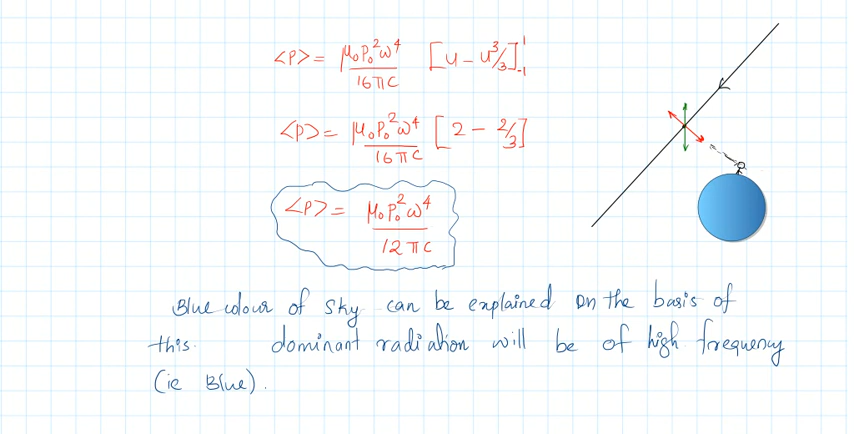 <P> = μ₀P₀²ω⁴/16πC [u - u³/3]₋₁¹
<P> = μ₀P₀²ω⁴/16πC [2 - 2/3]
<P> = μ₀P₀²ω⁴/12πC
Blue colour of sky can be explained on the basis of
this. dominant radiation will be of high frequency
(ie Blue).